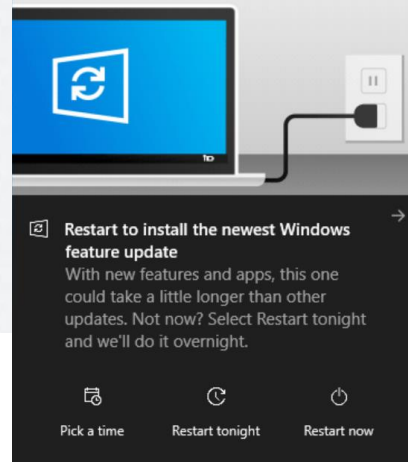 Restart to install the newest Windows
feature update
With new features and apps, this one
could take a little longer than other
updates. Not now? Select Restart tonight
and we'll do it overnight.
Pick a time
Restart tonight
Restart now